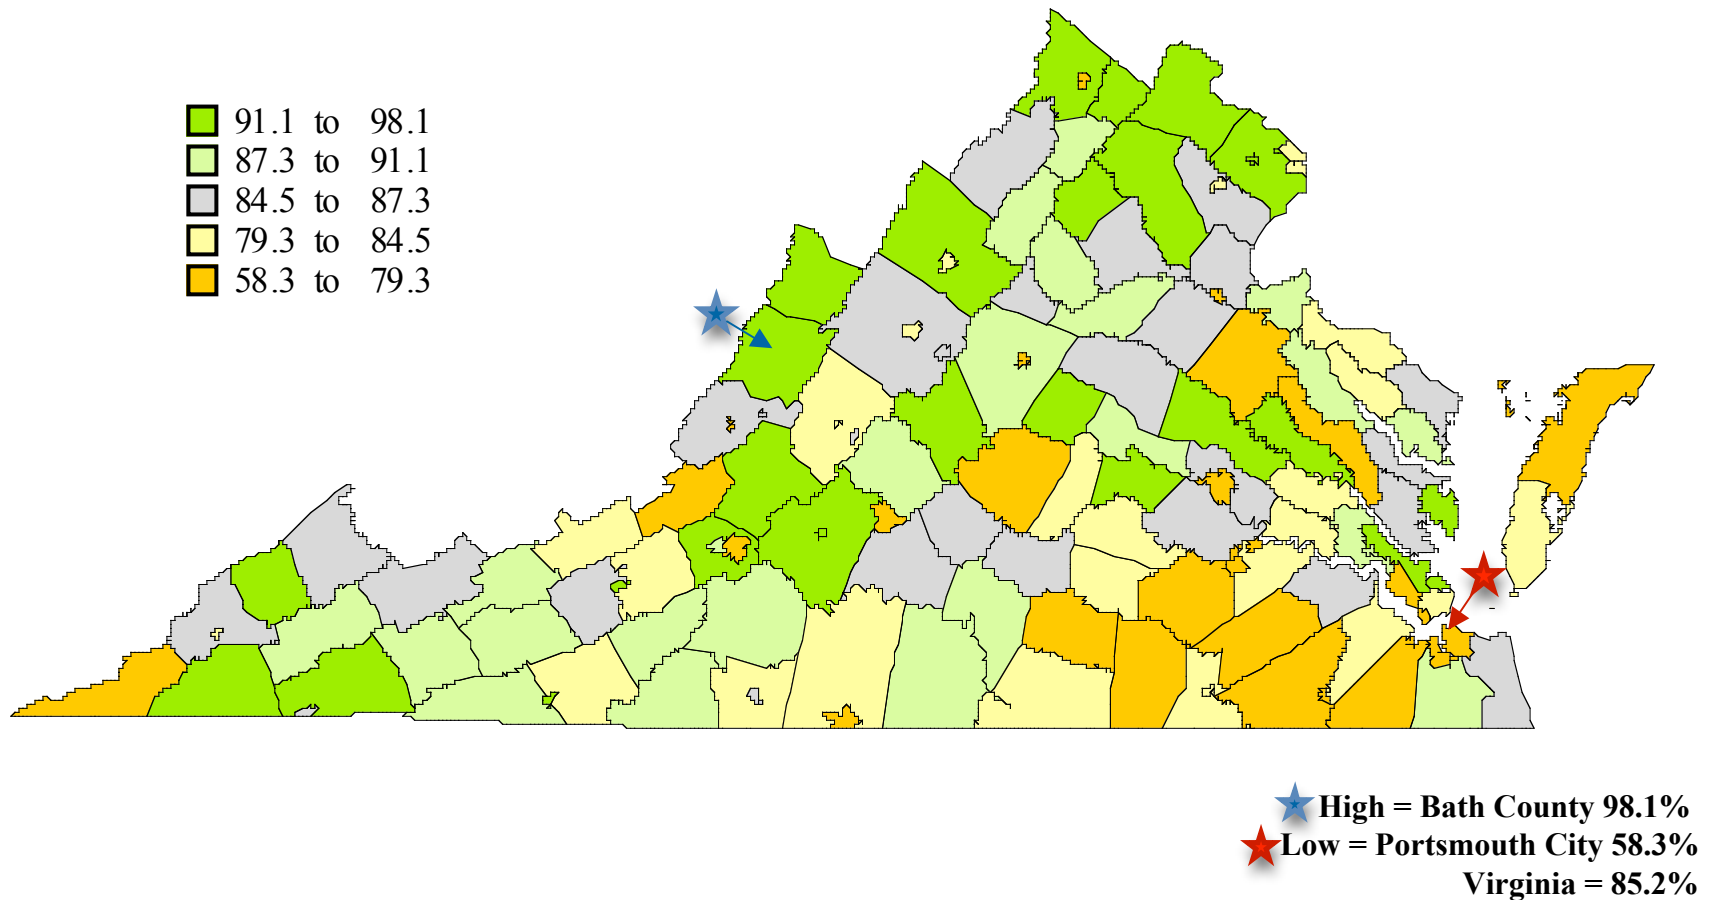 91.1 to 98.1
87.3 to 91.1
84.5 to 87.3
79.3 to 84.5
58.3 to 79.3
High = Bath County 98.1%
Low = Portsmouth City 58.3%
Virginia = 85.2%